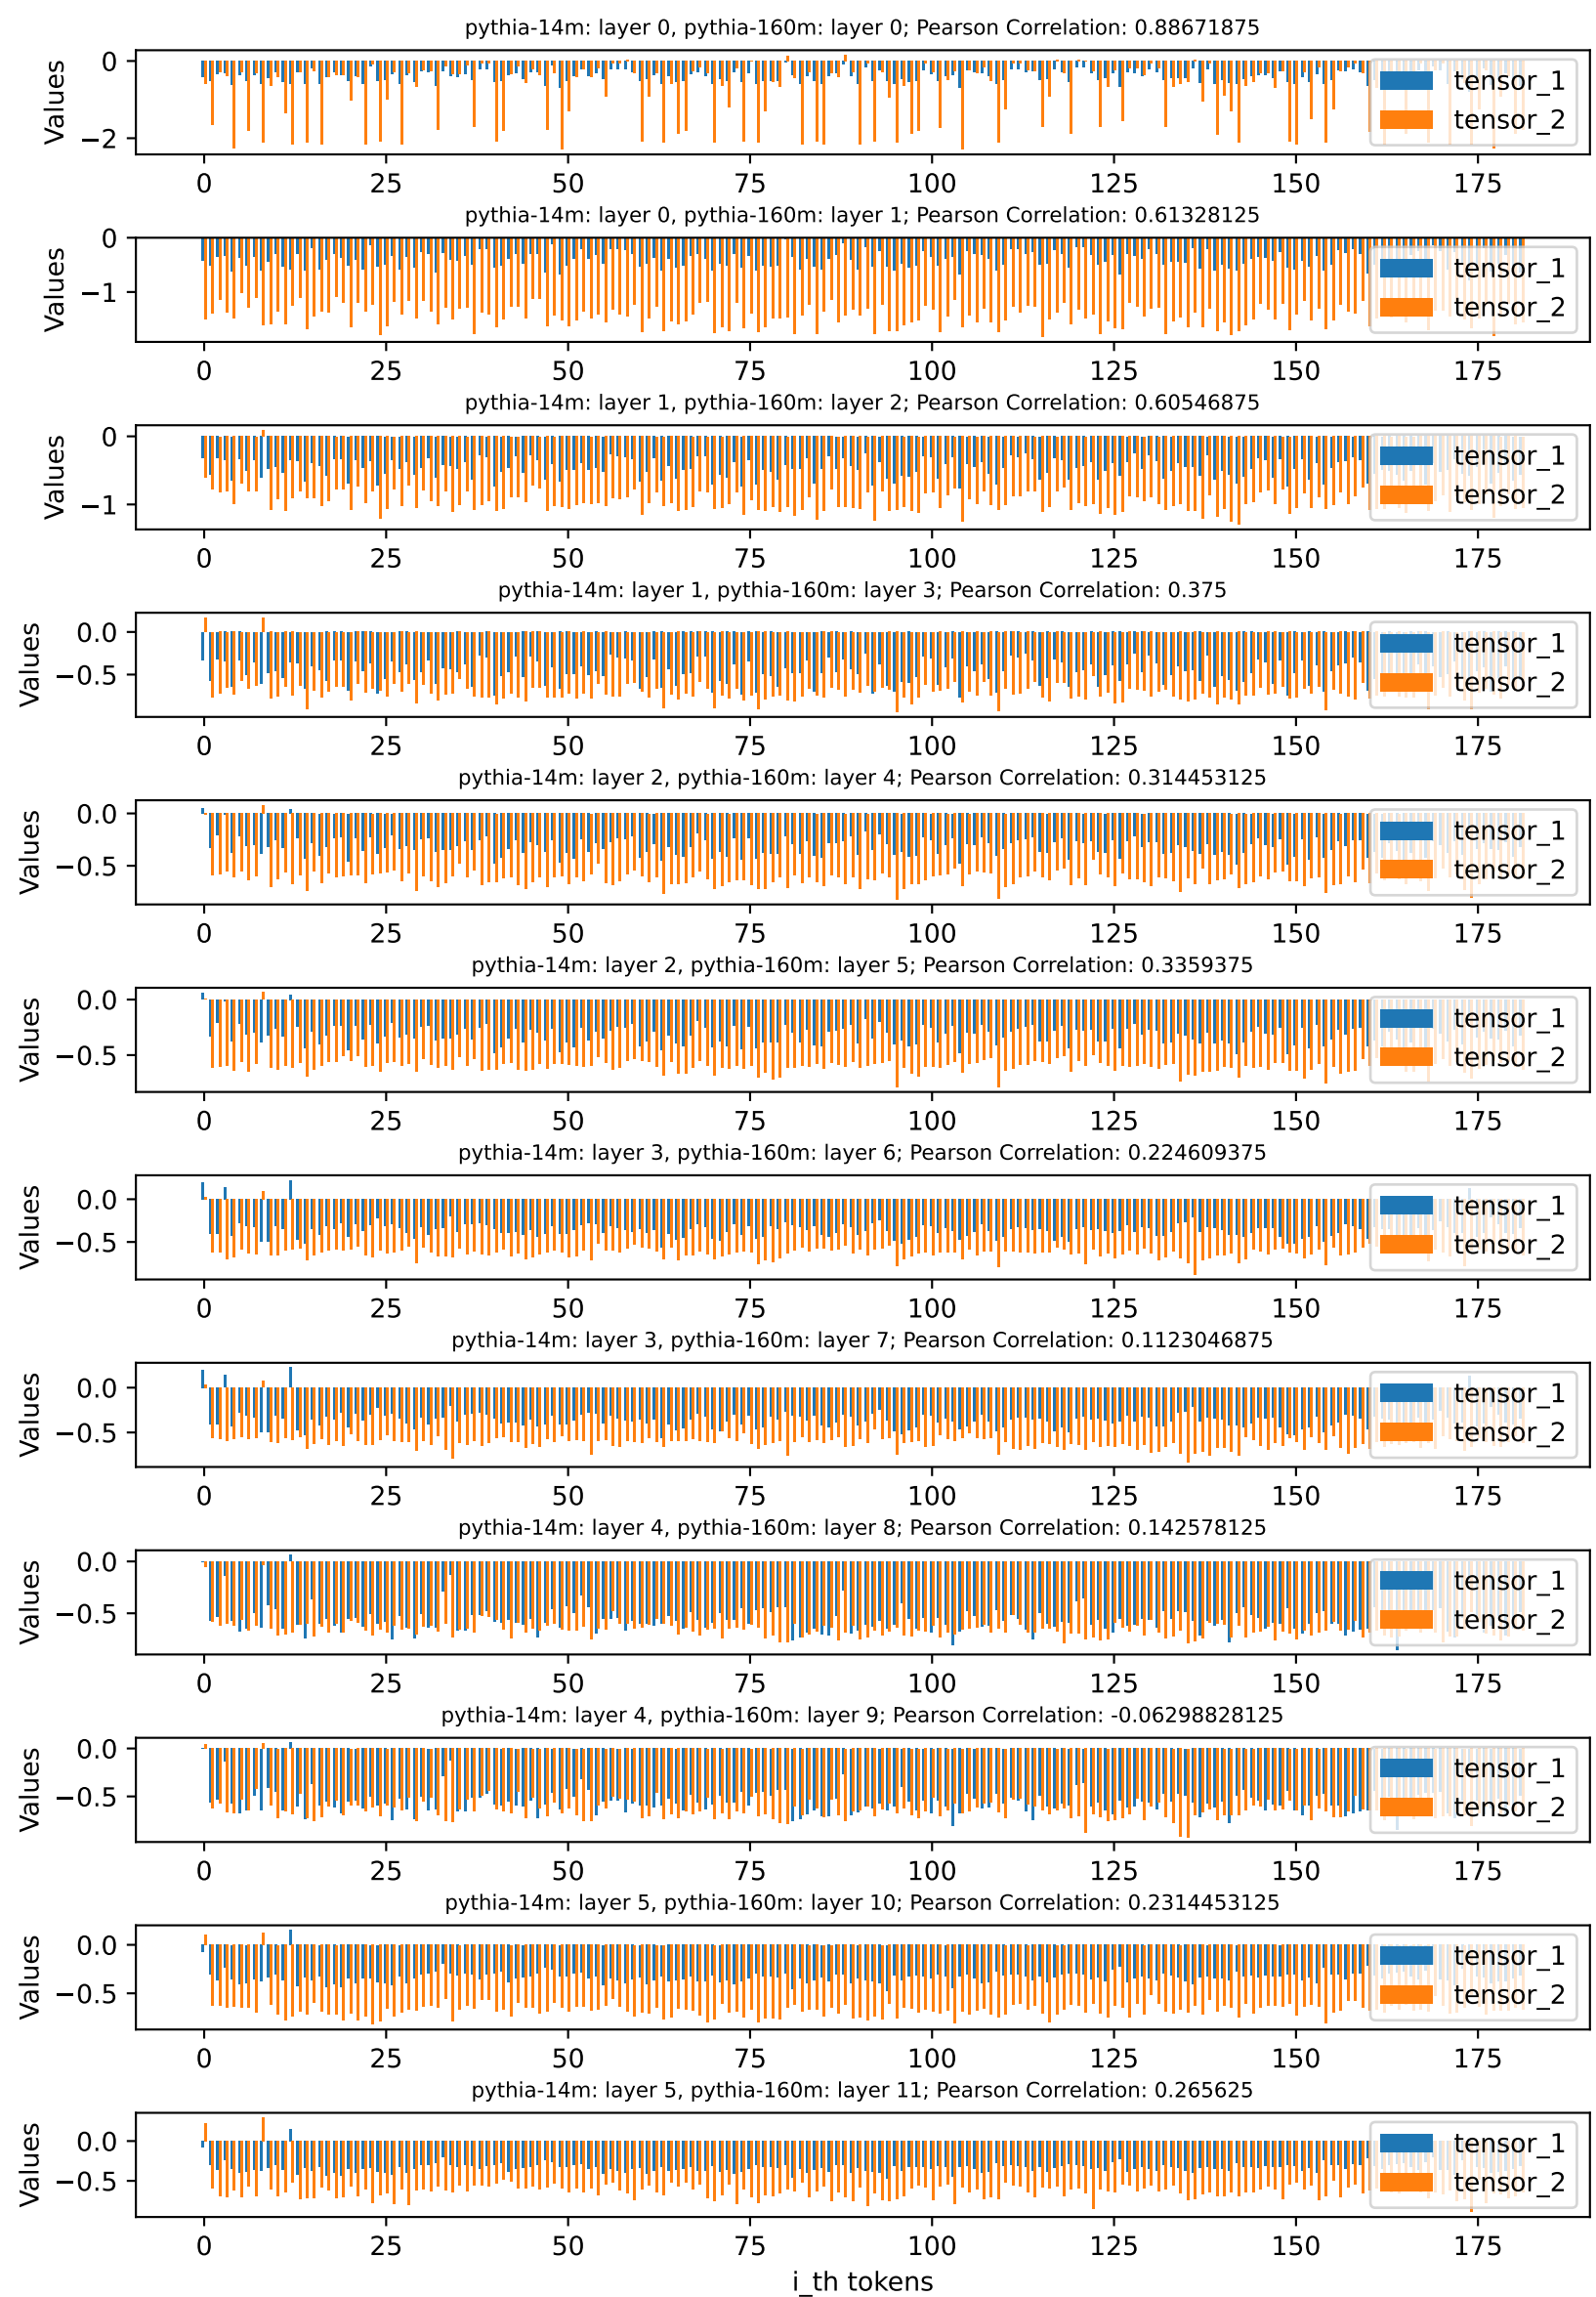 pythia-14m: layer 0, pythia-160m: layer 0; Pearson Correlation: 0.88671875
Values
0
−2
tensor_1
tensor_2
0 25 50 75 100 125 150 175
pythia-14m: layer 0, pythia-160m: layer 1; Pearson Correlation: 0.61328125
Values
0
−1
tensor_1
tensor_2
0 25 50 75 100 125 150 175
pythia-14m: layer 1, pythia-160m: layer 2; Pearson Correlation: 0.60546875
Values
0
−1
tensor_1
tensor_2
0 25 50 75 100 125 150 175
pythia-14m: layer 1, pythia-160m: layer 3; Pearson Correlation: 0.375
Values
0.0
−0.5
tensor_1
tensor_2
0 25 50 75 100 125 150 175
pythia-14m: layer 2, pythia-160m: layer 4; Pearson Correlation: 0.314453125
Values
0.0
−0.5
tensor_1
tensor_2
0 25 50 75 100 125 150 175
pythia-14m: layer 2, pythia-160m: layer 5; Pearson Correlation: 0.3359375
Values
0.0
−0.5
tensor_1
tensor_2
0 25 50 75 100 125 150 175
pythia-14m: layer 3, pythia-160m: layer 6; Pearson Correlation: 0.224609375
Values
0.0
−0.5
tensor_1
tensor_2
0 25 50 75 100 125 150 175
pythia-14m: layer 3, pythia-160m: layer 7; Pearson Correlation: 0.1123046875
Values
0.0
−0.5
tensor_1
tensor_2
0 25 50 75 100 125 150 175
pythia-14m: layer 4, pythia-160m: layer 8; Pearson Correlation: 0.142578125
Values
0.0
−0.5
tensor_1
tensor_2
0 25 50 75 100 125 150 175
pythia-14m: layer 4, pythia-160m: layer 9; Pearson Correlation: -0.06298828125
Values
0.0
−0.5
tensor_1
tensor_2
0 25 50 75 100 125 150 175
pythia-14m: layer 5, pythia-160m: layer 10; Pearson Correlation: 0.2314453125
Values
0.0
−0.5
tensor_1
tensor_2
0 25 50 75 100 125 150 175
pythia-14m: layer 5, pythia-160m: layer 11; Pearson Correlation: 0.265625
Values
0.0
−0.5
tensor_1
tensor_2
0 25 50 75 100 125 150 175
i_th tokens